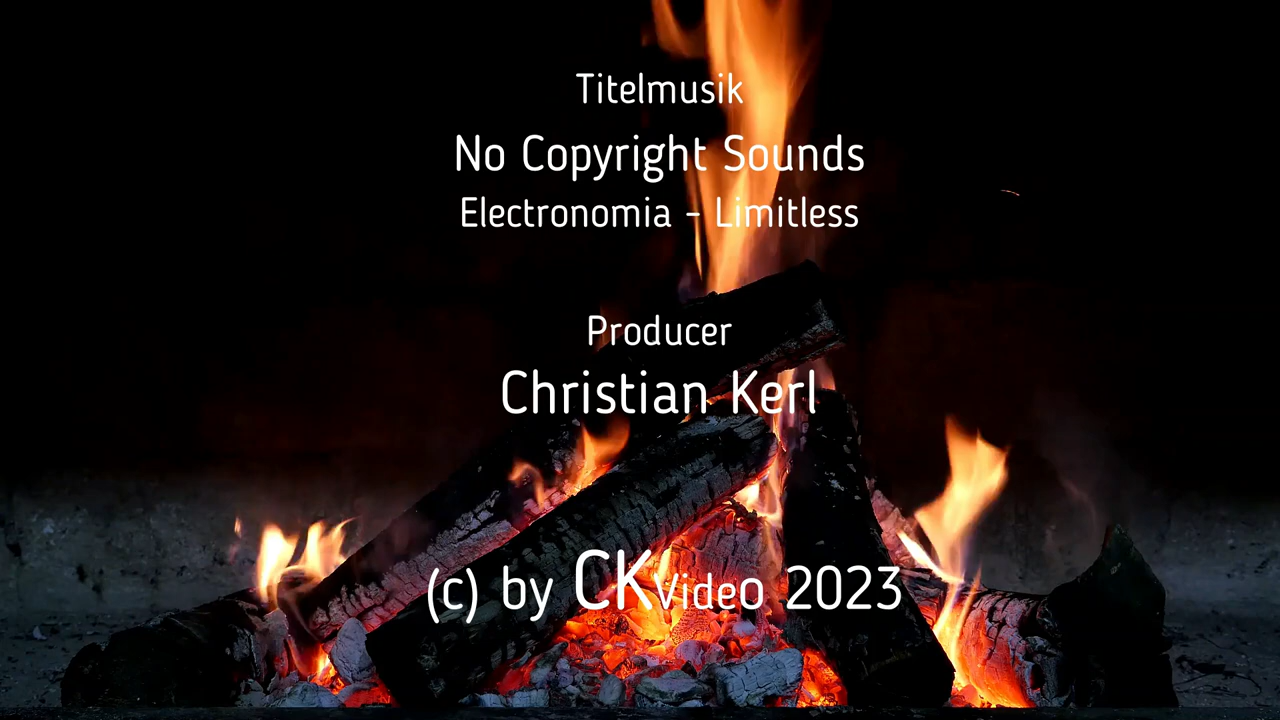 Titelmusik
No Copyright Sounds
Electronomia - Limitless
Producer
Christian Kerl
(c) by CKVideo 2023